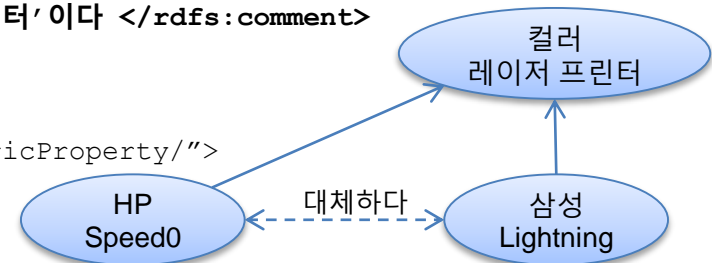 터’이다 </rdfs:comment>
컬러
레이저 프린터
icProperty/”>
HP
Speed0
대체하다
삼성
Lightning